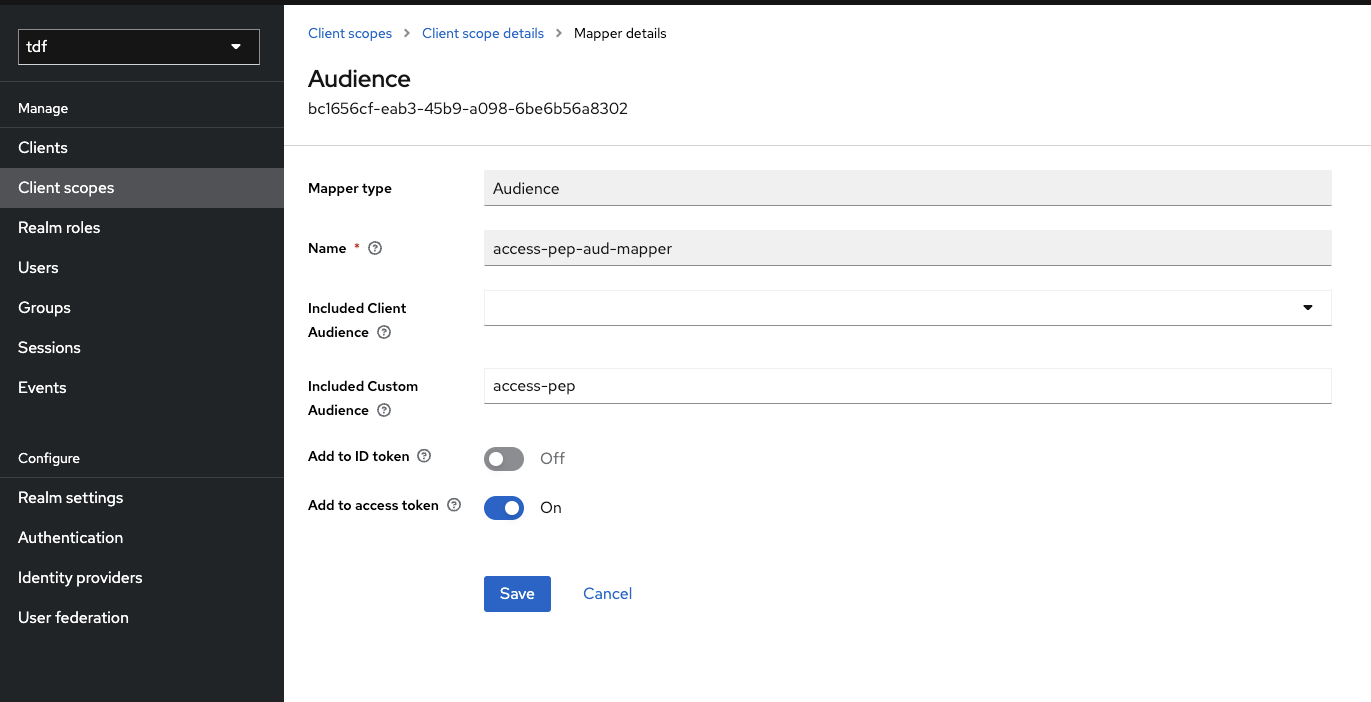 tdf
Manage
Clients
Client scopes
Realm roles
Users
Groups
Sessions
Events
Configure
Realm settings
Authentication
Identity providers
User federation
Client scopes > Client scope details > Mapper details
Audience
bc1656cf-eab3-45b9-a098-6be6b56a8302
Mapper type Audience
Name * access-pep-aud-mapper
Included Client
Audience
Included Custom access-pep
Audience
Add to ID token Off
Add to access token On
Save Cancel